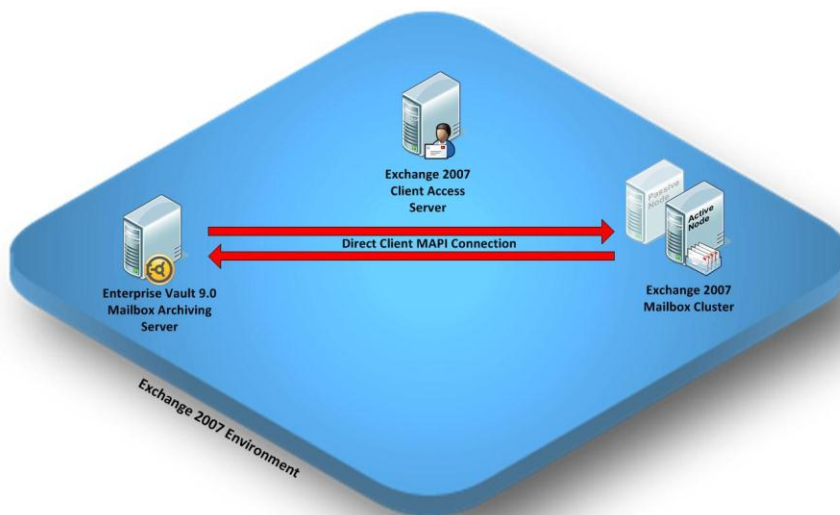 Exchange 2007
Client Access
Server
Passive
Node
Active
Node
Direct Client MAPI Connection
Enterprise Vault 9.0
Mailbox Archiving
Server
Exchange 2007
Mailbox Cluster
Exchange 2007 Environment